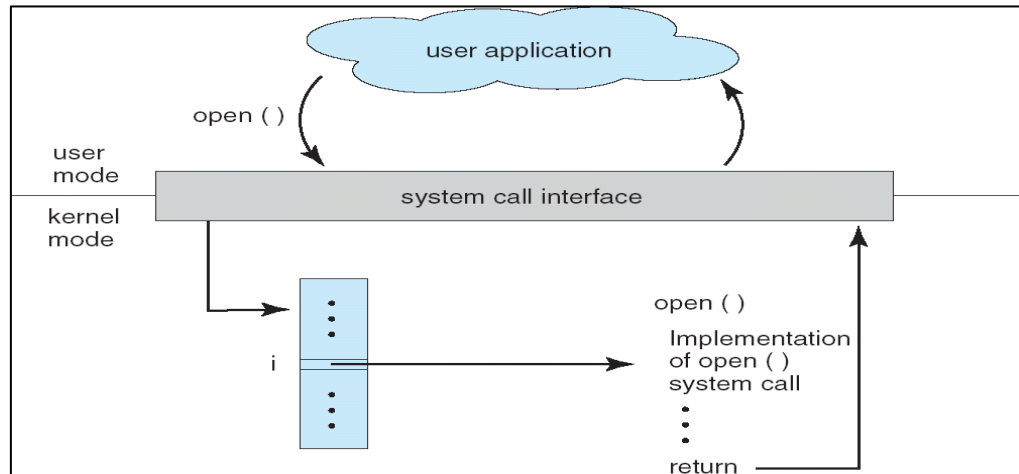 user application
open ( )
user
mode
system call interface
kernel
mode
open ( )
Implementation
of open ( )
system call
i
return